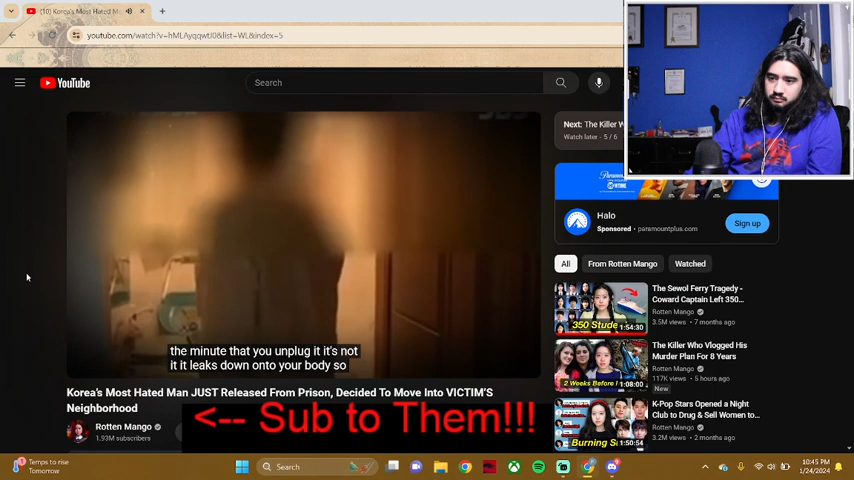 (10) Korea's Most Hated M
youtube.com/watch?v=hMLAyqqwtJ0&list=WL&index=5
YouTube
Search
Next: The Killer W
Watch later - 5 / 6
Halo
Sponsored • paramountplus.com
Sign up
All
From Rotten Mango
Watched
the minute that you unplug it it's not
it it leaks down onto your body so
Korea's Most Hated Man JUST Released From Prison, Decided To Move Into VICTIM'S
Neighborhood
Rotten Mango
1.93M subscribers
<-- Sub to Them!!!
350 Stude
1:54:30
The Sewol Ferry Tragedy -
Coward Captain Left 350...
Rotten Mango
3.5M views • 7 months ago
2 Weeks Before
1:08:00
The Killer Who Vlogged His
Murder Plan For 8 Years
Rotten Mango
117K views • 5 hours ago
New
Burning S
1:50:54
K-Pop Stars Opened a Night
Club to Drug & Sell Women to...
Rotten Mango
3.2M views • 2 months ago
Temps to rise
Tomorrow
Search
10:45 PM
1/24/2024